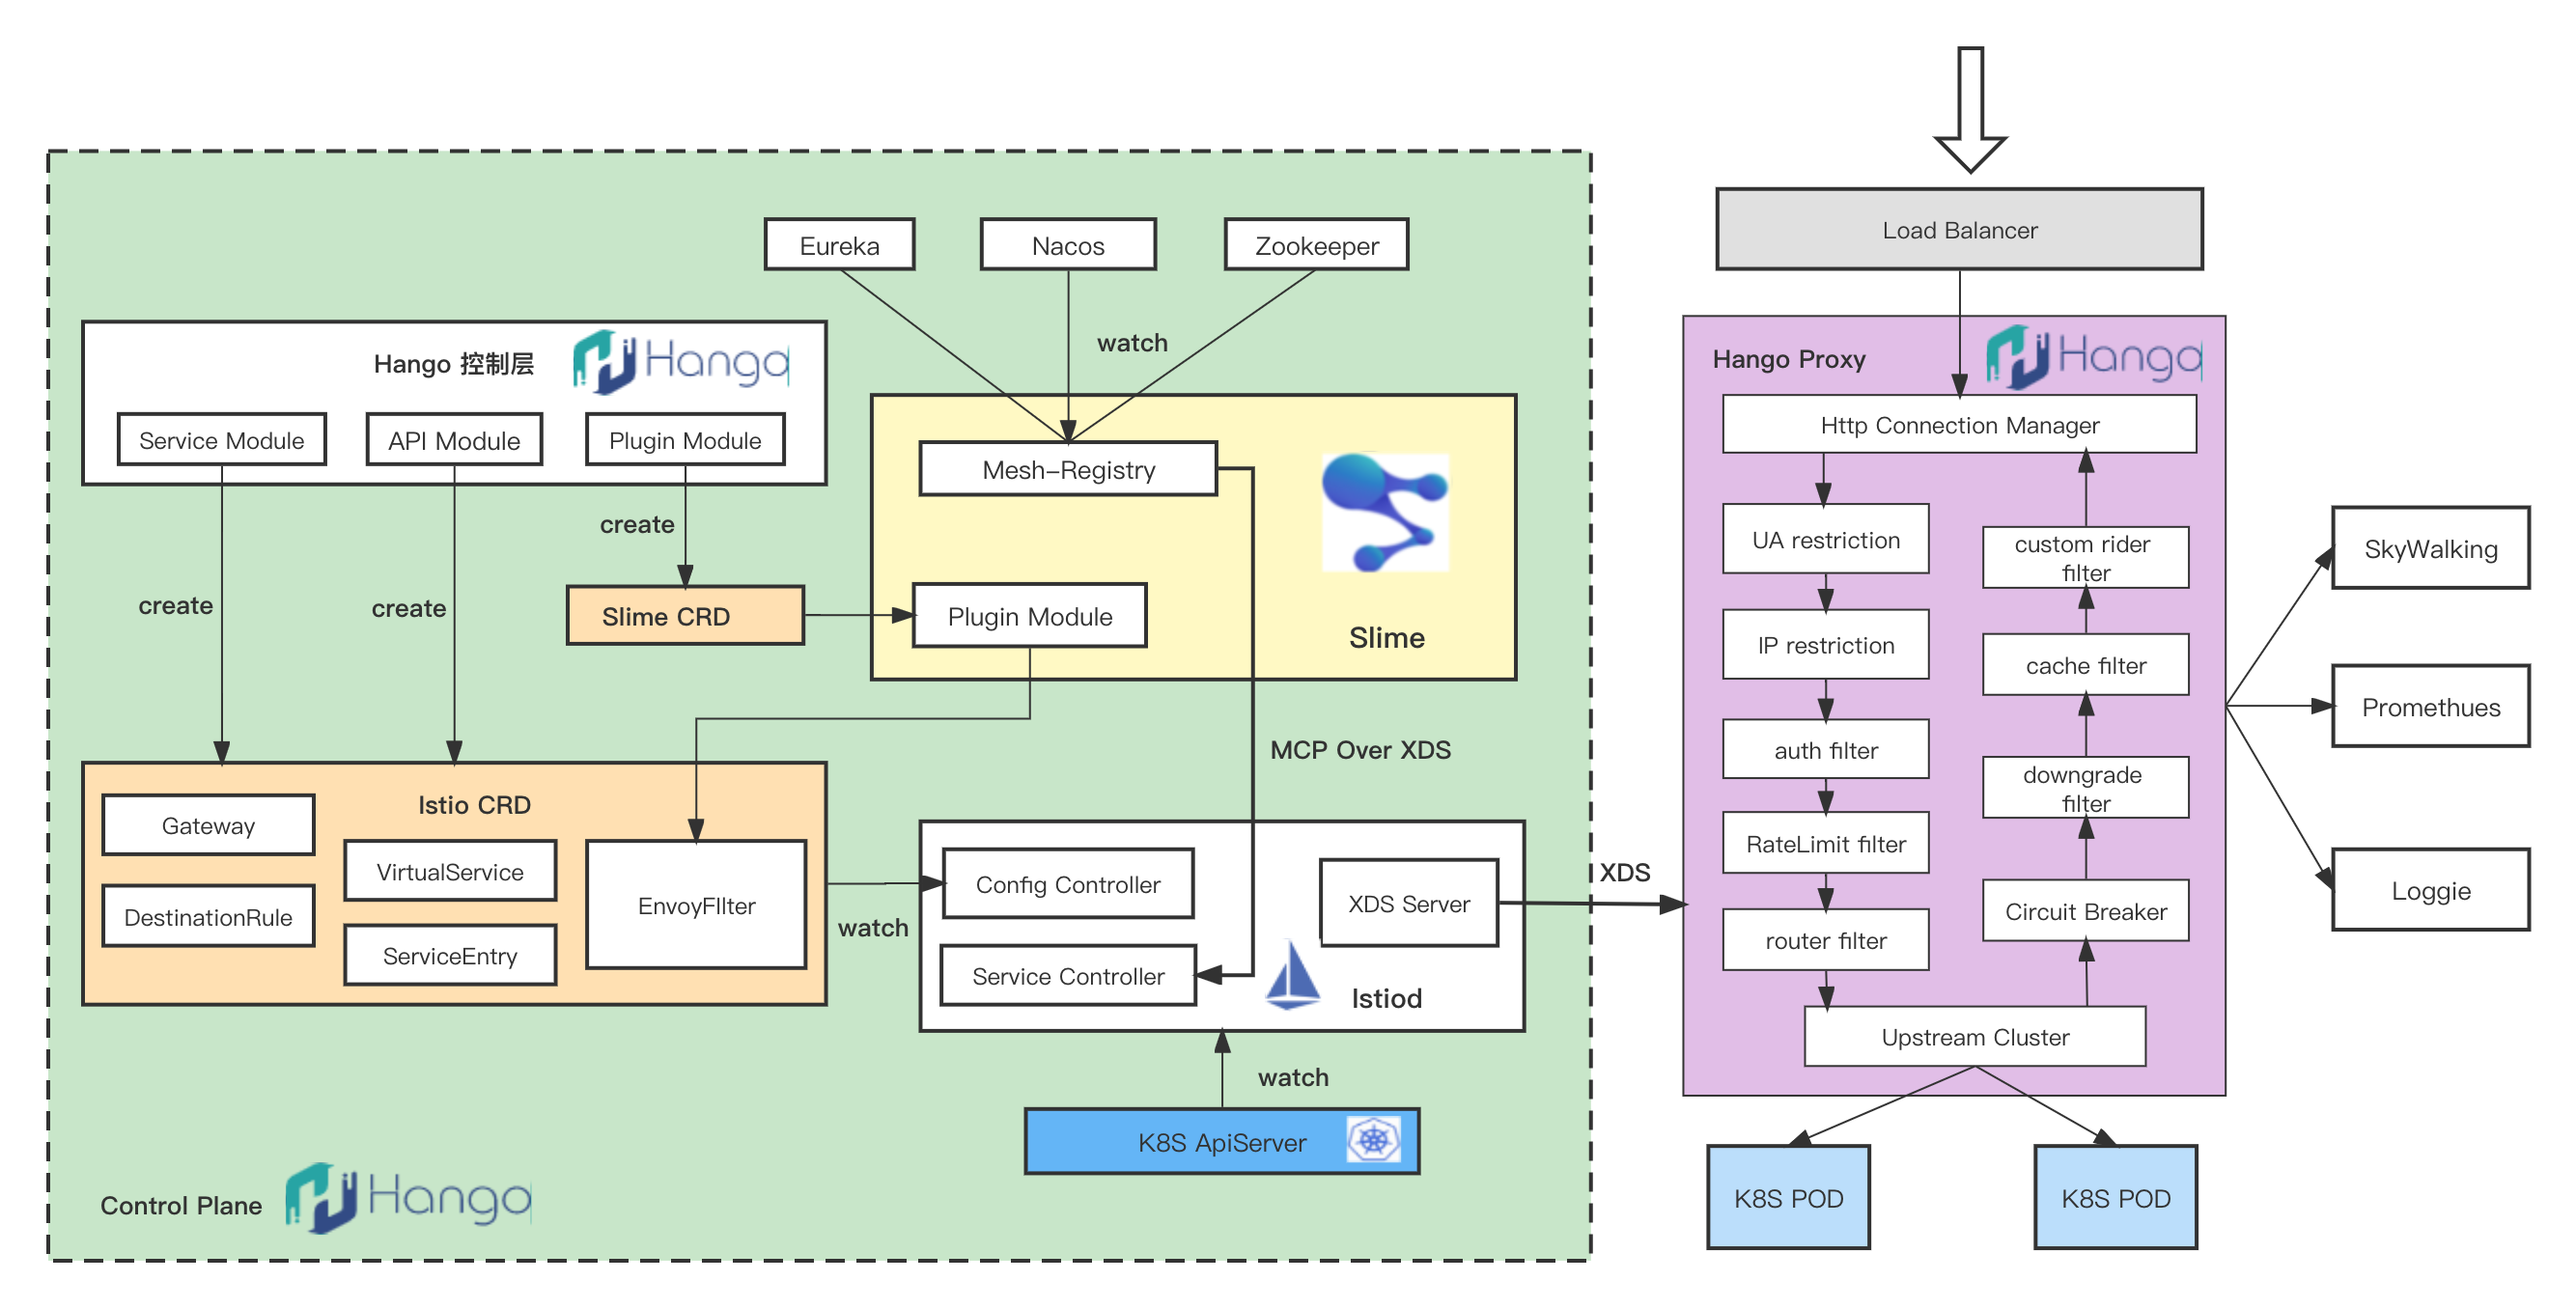 Eureka
Nacos
Zookeeper
watch
Hango 控制层
Hango
Service Module
API Module
Plugin Module
create
create
create
Slime CRD
Mesh-Registry
Plugin Module
Slime
MCP Over XDS
Istio CRD
Gateway
VirtualService
EnvoyFIlter
DestinationRule
ServiceEntry
watch
Config Controller
XDS Server
Service Controller
Istiod
watch
K8S ApiServer
Control Plane
Hango
XDS
Load Balancer
Hango Proxy
Hango
Http Connection Manager
UA restriction
IP restriction
auth filter
RateLimit filter
router filter
custom rider
filter
cache filter
downgrade
filter
Circuit Breaker
Upstream Cluster
K8S POD
K8S POD
SkyWalking
Promethues
Loggie